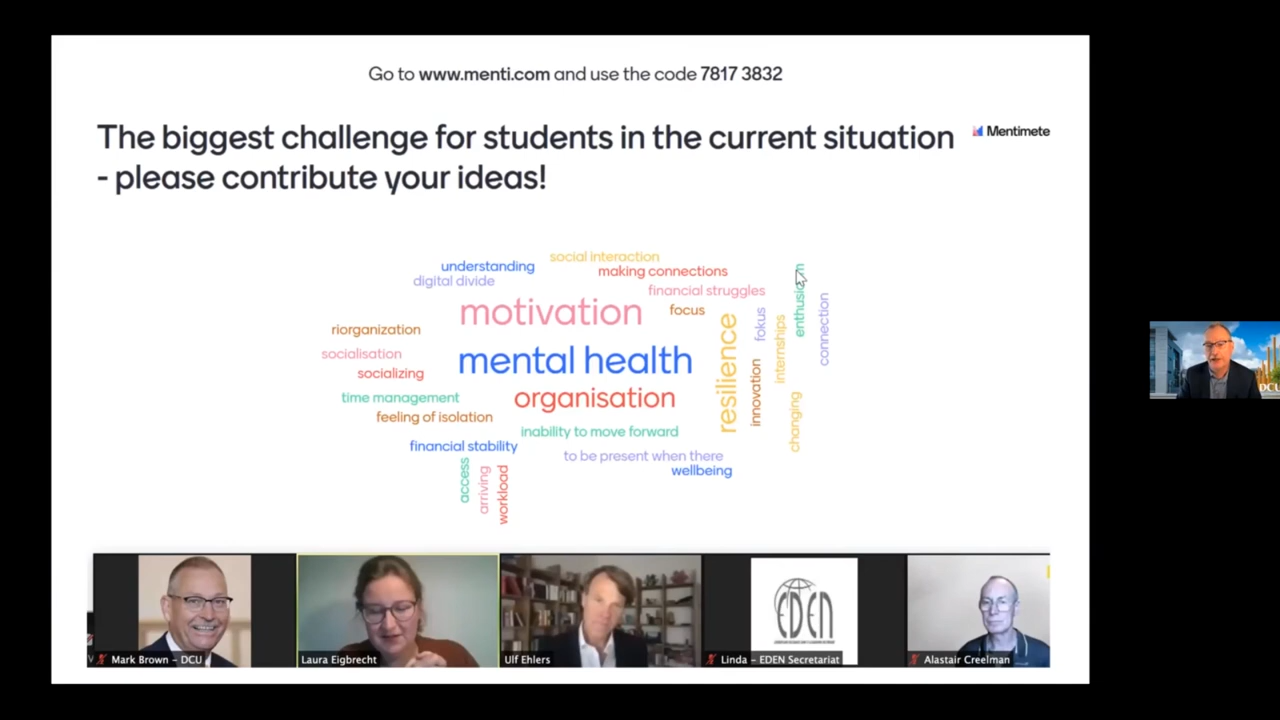 Go to www.menti.com and use the code 7817 3832
The biggest challenge for students in the current situation
- please contribute your ideas!
Mentimete
social interaction
understanding
making connections
digital divide
financial struggles
motivation
focus
riorganization
mental health
socialisation
socializing
time management
organisation
feeling of isolation
inability to move forward
financial stability
to be present when there
wellbeing
resilience
fokus
innovation
internships
changing
connection
access
arriving
workload
Mark Brown - DCU
Laura Eigbrecht
Ulf Ehlers
EDEN
Linda - EDEN Secretariat
Alastair Creelman
DCU